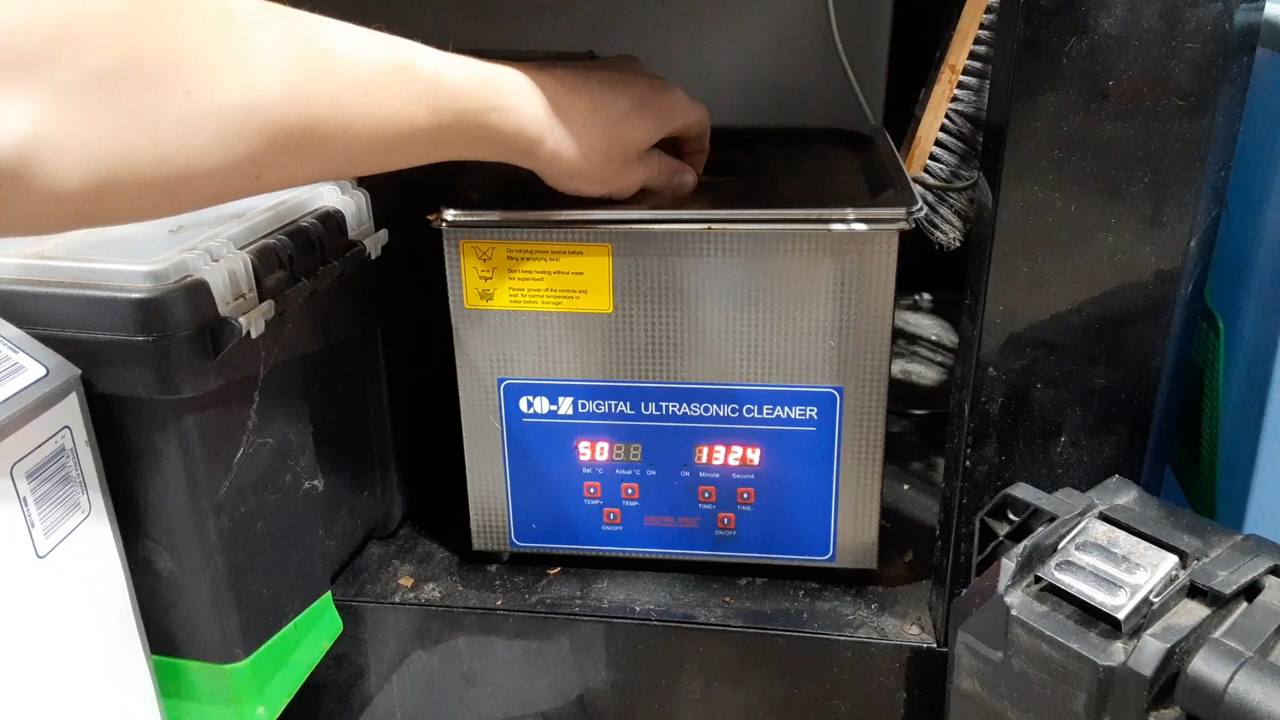 Do not plug power source before
filling or emptying tank!
Don't keep heating without water
nor supervised!
Please power off the controls and,
wait for normal temperature or
water before drainage!
CO-Z DIGITAL ULTRASONIC CLEANER
50
1324
Set °C Actual °C ON ON Minute Second
TEMP+ TEMP- TIME+ TIME-
ON/OFF DIGITAL PRO ON/OFF